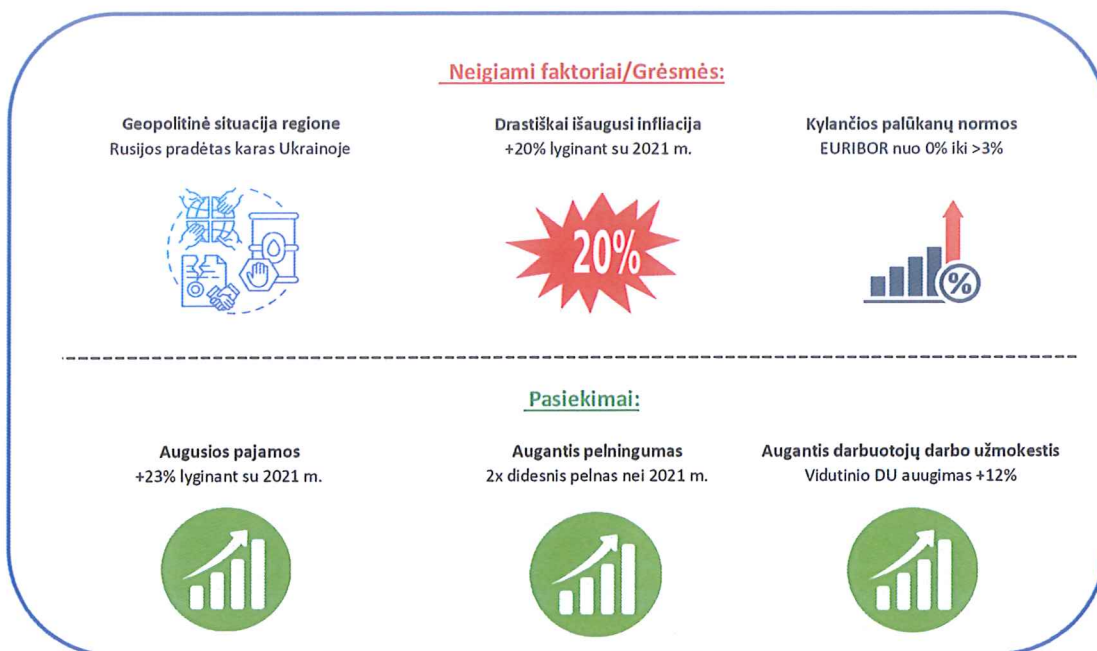 Neigiami faktoriai/Grėsmės:
Geopolitinė situacija regione
Rusijos pradėtas karas Ukrainoje
Drastiškai išaugusi infliacija
+20% lyginant su 2021 m.
Kylančios palūkanų normos
EURIBOR nuo 0% iki >3%
20%
%
Pasiekimai:
Augusios pajamos
+23% lyginant su 2021 m.
Augantis pelningumas
2x didesnis pelnas nei 2021 m.
Augantis darbuotojų darbo užmokestis
Vidutinio DU auugimas +12%